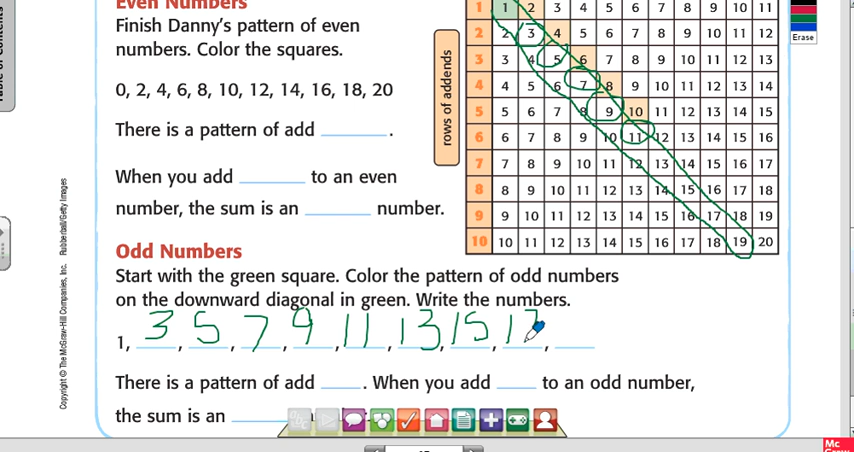 Even Numbers
Finish Danny's pattern of even
numbers. Color the squares.
0, 2, 4, 6, 8, 10, 12, 14, 16, 18, 20
There is a pattern of add ______.
When you add ______ to an even
number, the sum is an ______ number.
rows of addends
1 1 2 3 4 5 6 7 8 9 10 11
2 2 3 4 5 6 7 8 9 10 11 12
3 3 4 5 6 7 8 9 10 11 12 13
4 4 5 6 7 8 9 10 11 12 13 14
5 5 6 7 8 9 10 11 12 13 14 15
6 6 7 8 9 10 11 12 13 14 15 16
7 7 8 9 10 11 12 13 14 15 16 17
8 8 9 10 11 12 13 14 15 16 17 18
9 9 10 11 12 13 14 15 16 17 18 19
10 10 11 12 13 14 15 16 17 18 19 20
Erase
Odd Numbers
Start with the green square. Color the pattern of odd numbers
on the downward diagonal in green. Write the numbers.
1, 3, 5, 7, 9, 11, 13, 15, 17, ______
There is a pattern of add ______. When you add ______ to an odd number,
the sum is an ______
Copyright © The McGraw-Hill Companies, Inc. Rubberball/Getty Images
Table of Contents
Mc